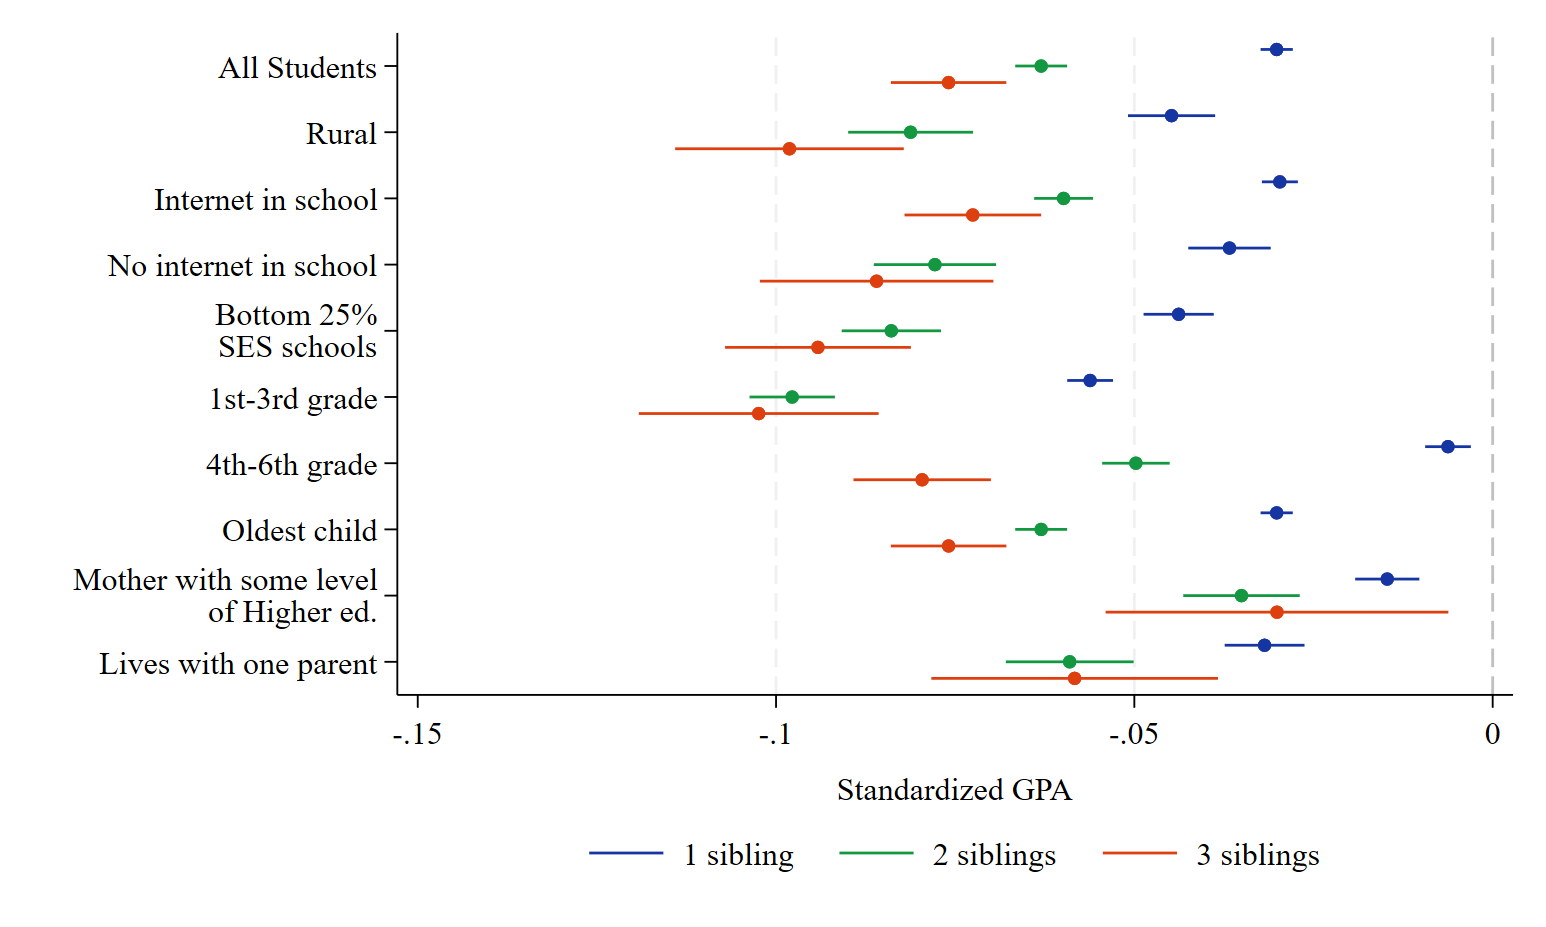 All Students
Rural
Internet in school
No internet in school
Bottom 25%
SES schools
1st-3rd grade
4th-6th grade
Oldest child
Mother with some level
of Higher ed.
Lives with one parent
-.15 -.1 -.05 0
Standardized GPA
1 sibling 2 siblings 3 siblings